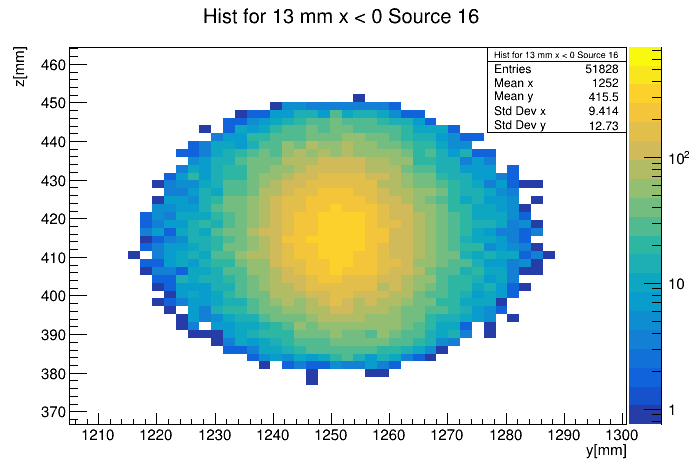 Hist for 13 mm x < 0 Source 16
z[mm]
460
450
440
430
420
410
400
390
380
370
Hist for 13 mm x < 0 Source 16
Entries 51828
Mean x 1252
Mean y 415.5
Std Dev x 9.414
Std Dev y 12.73
10²
10
1
1210 1220 1230 1240 1250 1260 1270 1280 1290 1300
y[mm]